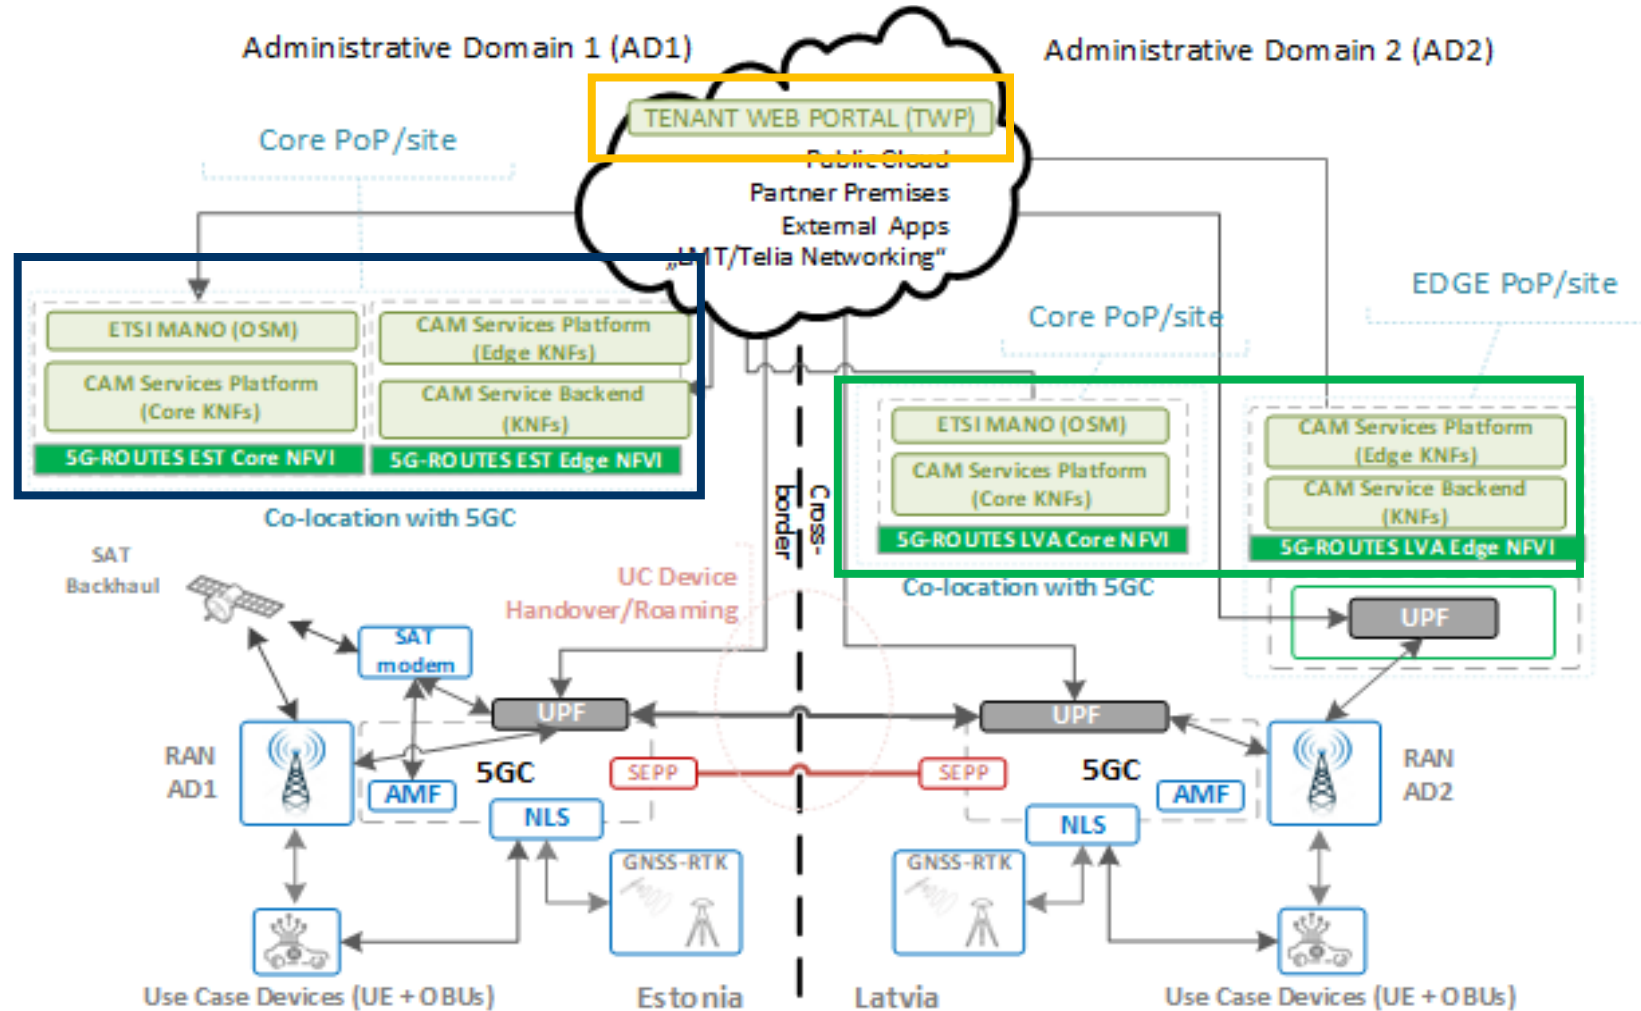 Administrative Domain 1 (AD1)
Administrative Domain 2 (AD2)
TENANT WEB PORTAL (TWP)
Public Cloud
Partner Premises
External Apps
„LMT/Telia Networking“
Core PoP/site
EDGE PoP/site
Core PoP/site
ETSI MANO (OSM)
CAM Services Platform
(Core KNFs)
5G-ROUTES EST Core NFVI
CAM Services Platform
(Edge KNFs)
CAM Service Backend
(KNFs)
5G-ROUTES EST Edge NFVI
Co-location with 5GC
ETSI MANO (OSM)
CAM Services Platform
(Core KNFs)
5G-ROUTES LVA Core NFVI
Co-location with 5GC
CAM Services Platform
(Edge KNFs)
CAM Service Backend
(KNFs)
5G-ROUTES LVA Edge NFVI
UPF
Cross-
border
SAT
Backhaul
UC Device
Handover/Roaming
SAT
modem
UPF
UPF
RAN
AD1
5GC
SEPP
SEPP
5GC
RAN
AD2
AMF
AMF
NLS
NLS
GNSS-RTK
GNSS-RTK
Use Case Devices (UE + OBUs)
Estonia
Latvia
Use Case Devices (UE + OBUs)